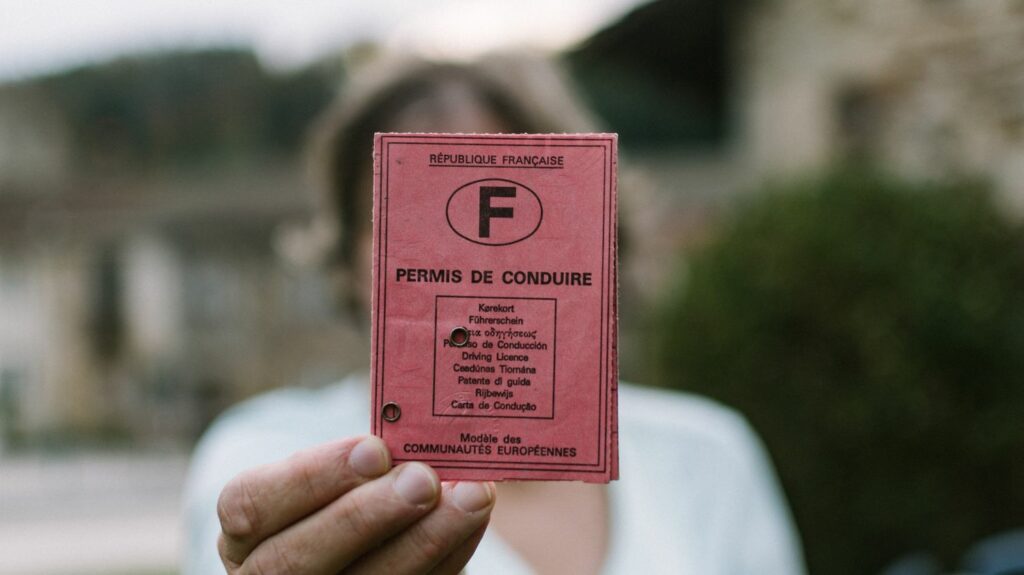 RÉPUBLIQUE FRANÇAISE
F
PERMIS DE CONDUIRE
Kørekort
Führerschein
οδηγήσεως
de Conducción
Driving Licence
Ceadúnas Tiomána
Patente di guida
Rijbewijs
Carta de Condução
Modèle des
COMMUNAUTÉS EUROPÉENNES